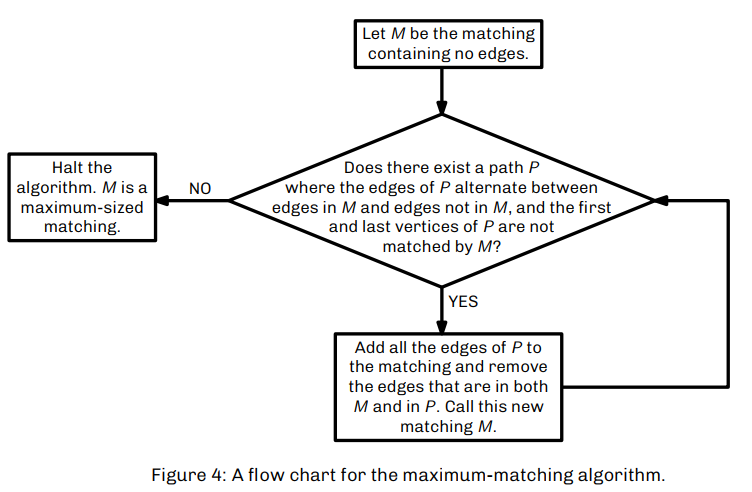 Let M be the matching
containing no edges.
Does there exist a path P
where the edges of P alternate between
edges in M and edges not in M, and the first
and last vertices of P are not
matched by M?
NO
Halt the
algorithm. M is a
maximum-sized
matching.
YES
Add all the edges of P to
the matching and remove
the edges that are in both
M and in P. Call this new
matching M.
Figure 4: A flow chart for the maximum-matching algorithm.